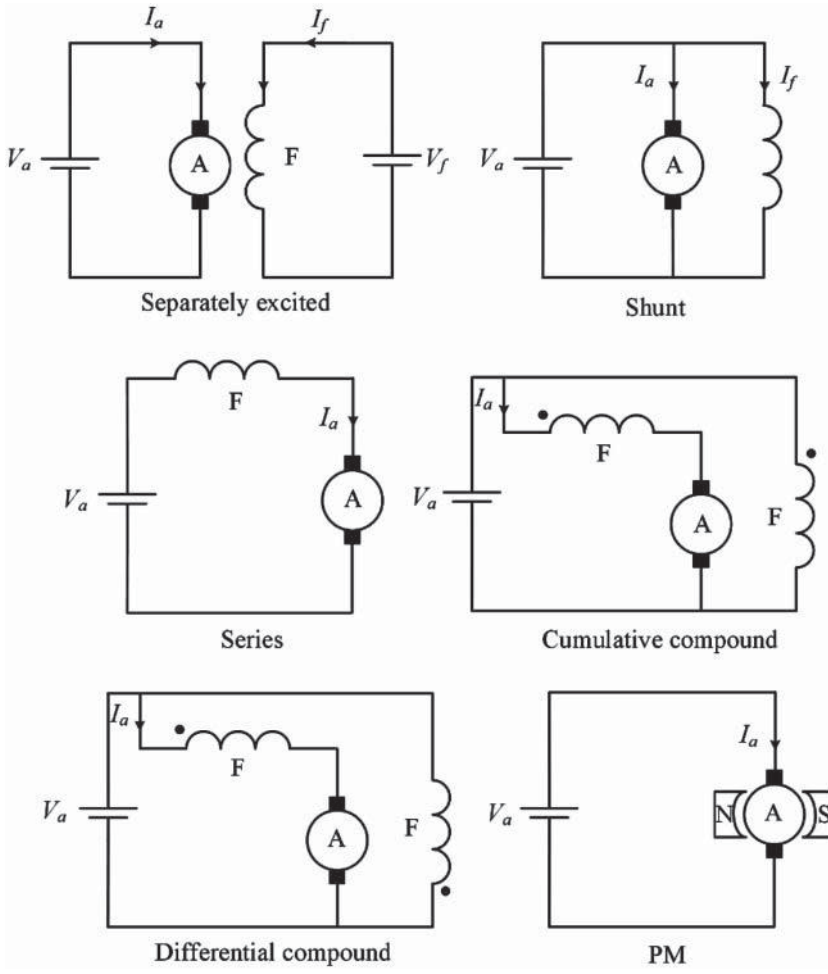 I_a I_f
V_a A F V_f
Separately excited
I_a I_f
V_a A
Shunt
F
I_a
V_a A
Series
I_a
F
V_a A F
Cumulative compound
I_a
F
V_a A F
Differential compound
I_a
V_a N A S
PM